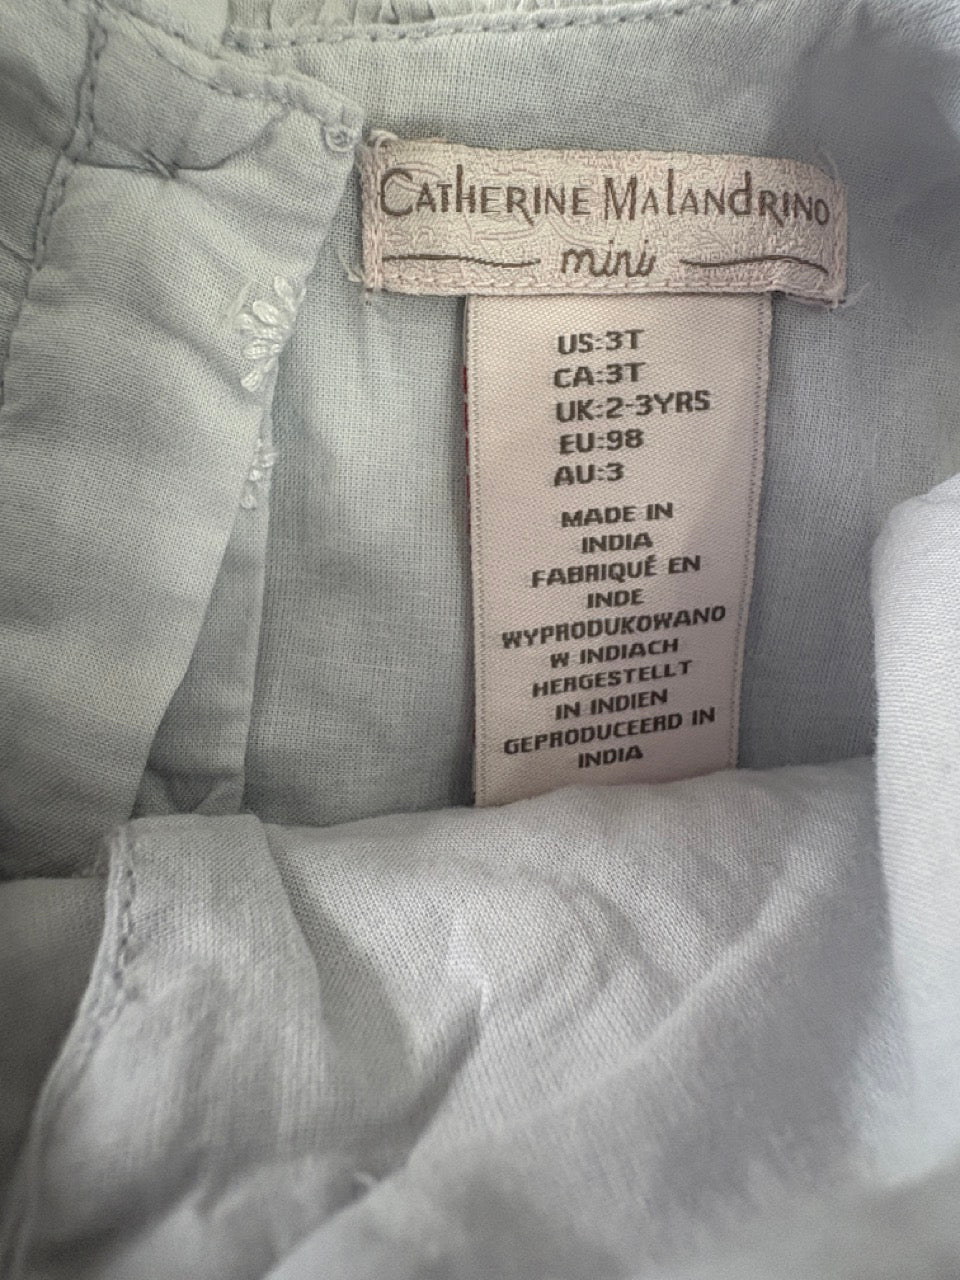 CATHERINE MALANDRINO
mini
US:3T
CA:3T
UK:2-3YRS
EU:98
AU:3
MADE IN
INDIA
FABRIQUÉ EN
INDE
WYPRODUKOWANO
W INDIACH
HERGESTELLT
IN INDIEN
GEPRODUCEERD IN
INDIA